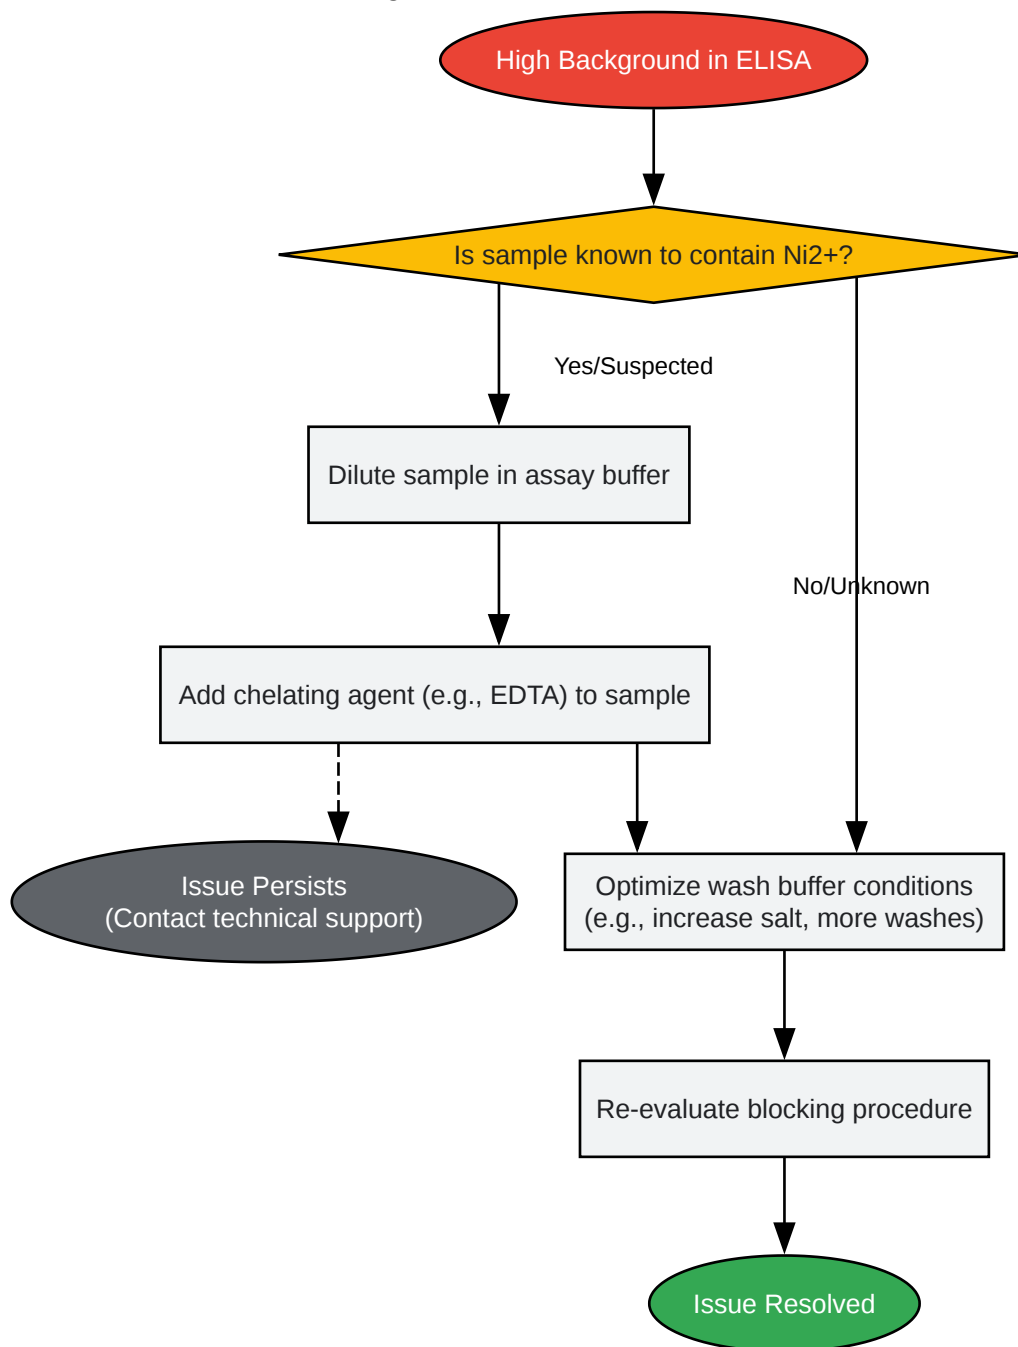 High Background in ELISA
Is sample known to contain Ni2+?
Yes/Suspected
Dilute sample in assay buffer
No/Unknown
Add chelating agent (e.g., EDTA) to sample
Issue Persists
(Contact technical support)
Optimize wash buffer conditions
(e.g., increase salt, more washes)
Re-evaluate blocking procedure
Issue Resolved